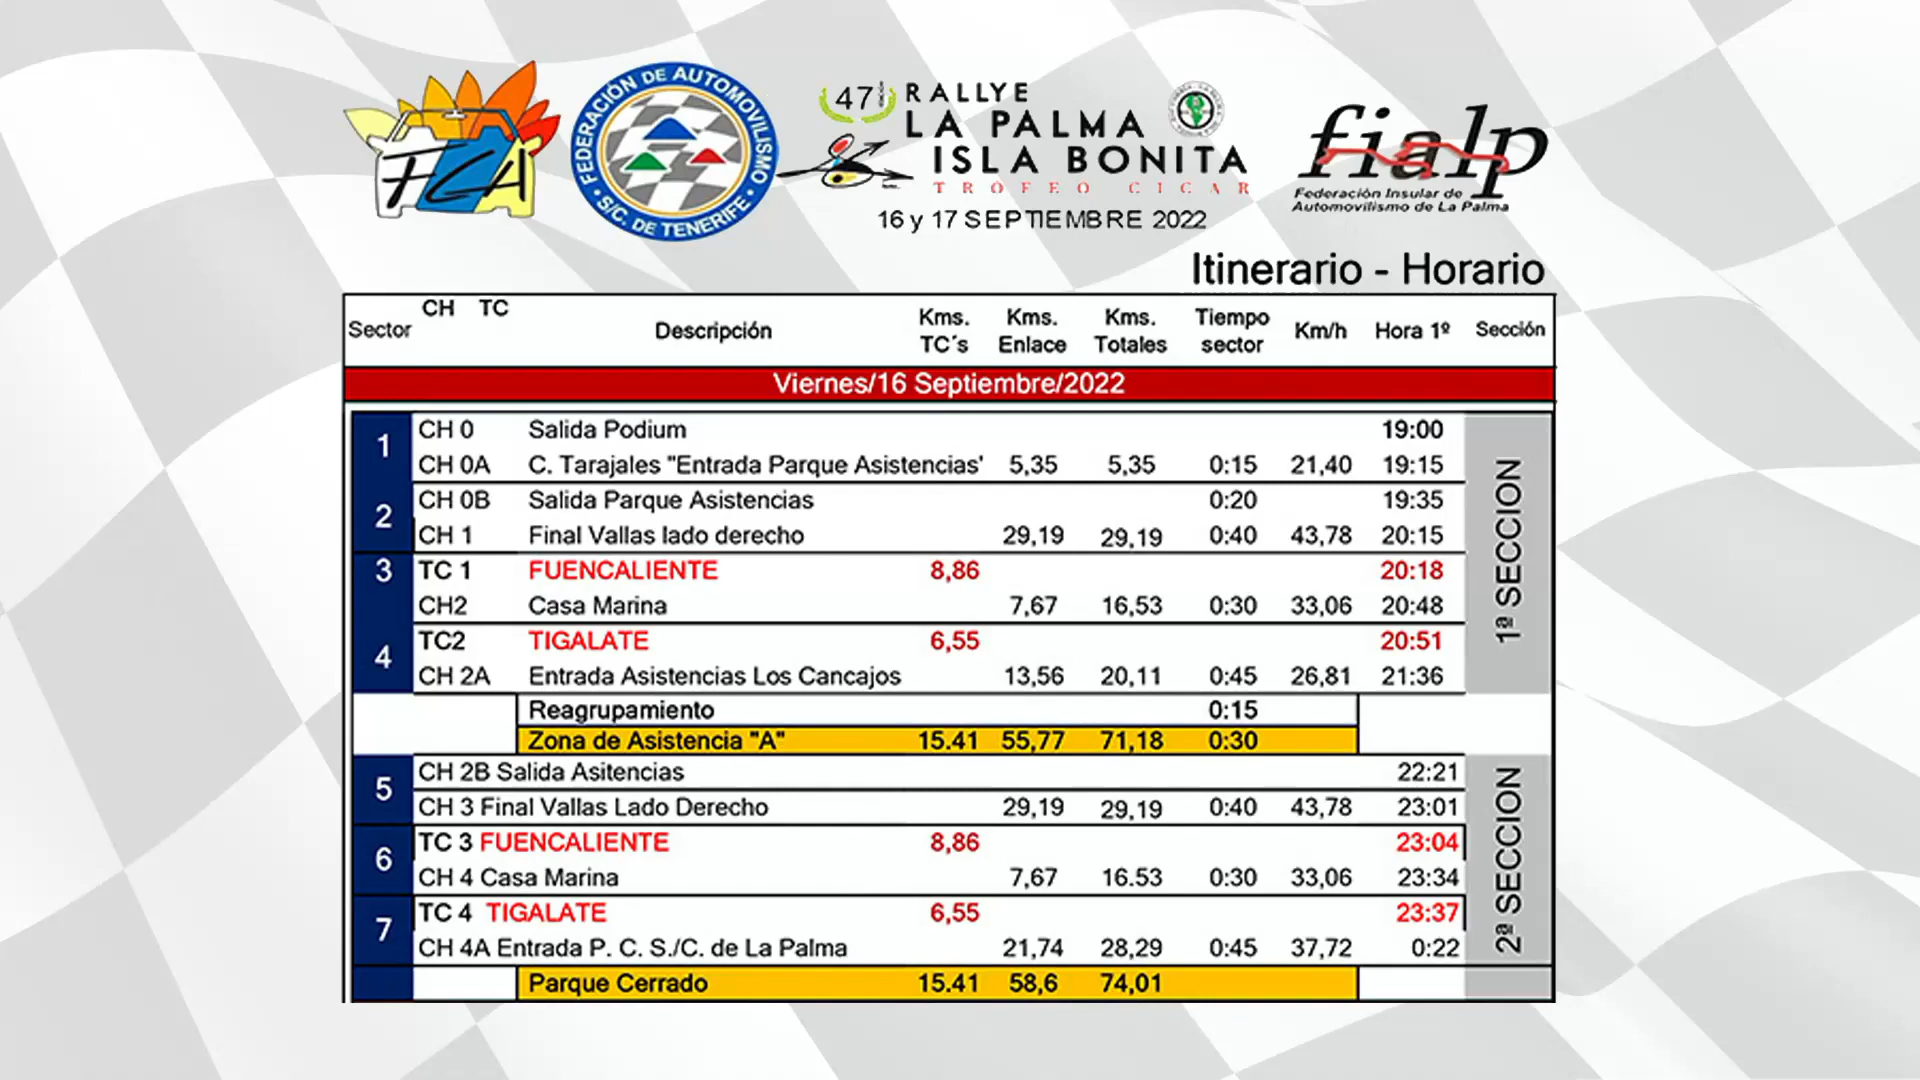 FCA
FEDERACIÓN DE AUTOMOVILISMO
• S/C. DE TENERIFE •
47
RALLYE
LA PALMA
ISLA BONITA
TROFEO CICAR
16 y 17 SEPTIEMBRE 2022
fialp
Federación Insular de
Automovilismo de La Palma
Itinerario - Horario
Sector CH TC Descripción Kms. TC´s Kms. Enlace Kms. Totales Tiempo sector Km/h Hora 1º Sección
Viernes/16 Septiembre/2022
1 CH 0 Salida Podium 19:00
CH 0A C. Tarajales "Entrada Parque Asistencias' 5,35 5,35 0:15 21,40 19:15
2 CH 0B Salida Parque Asistencias 0:20 19:35
CH 1 Final Vallas lado derecho 29,19 29,19 0:40 43,78 20:15
3 TC 1 FUENCALIENTE 8,86 20:18
CH2 Casa Marina 7,67 16,53 0:30 33,06 20:48
4 TC2 TIGALATE 6,55 20:51
CH 2A Entrada Asistencias Los Cancajos 13,56 20,11 0:45 26,81 21:36
1ª SECCION
Reagrupamiento 0:15
Zona de Asistencia "A" 15.41 55,77 71,18 0:30
5 CH 2B Salida Asitencias 22:21
CH 3 Final Vallas Lado Derecho 29,19 29,19 0:40 43,78 23:01
6 TC 3 FUENCALIENTE 8,86 23:04
CH 4 Casa Marina 7,67 16.53 0:30 33,06 23:34
7 TC 4 TIGALATE 6,55 23:37
CH 4A Entrada P. C. S./C. de La Palma 21,74 28,29 0:45 37,72 0:22
2ª SECCION
Parque Cerrado 15.41 58,6 74,01